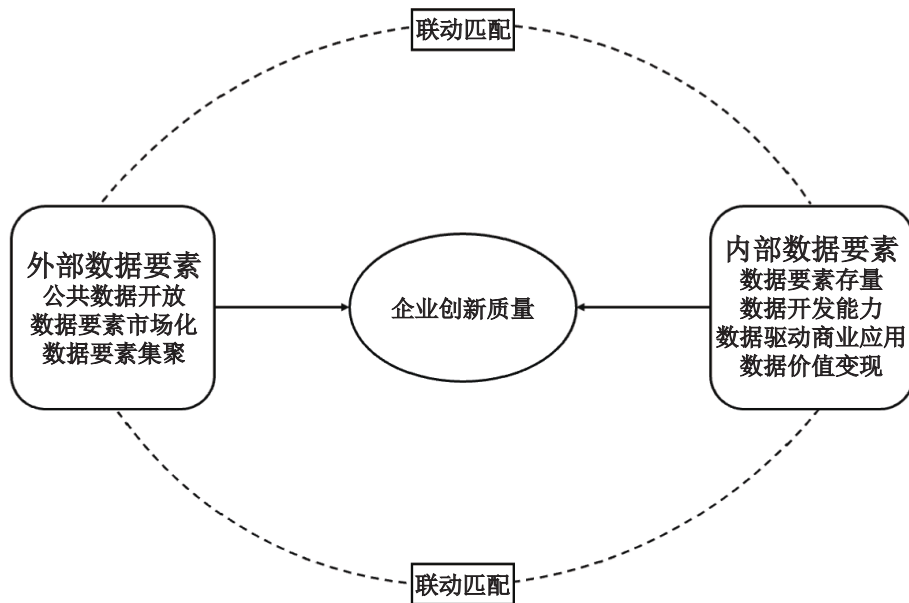 联动匹配
外部数据要素
公共数据开放
数据要素市场化
数据要素集聚
企业创新质量
内部数据要素
数据要素存量
数据开发能力
数据驱动商业应用
数据价值变现
联动匹配